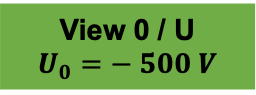 View 0 / U
U₀ = − 500 V